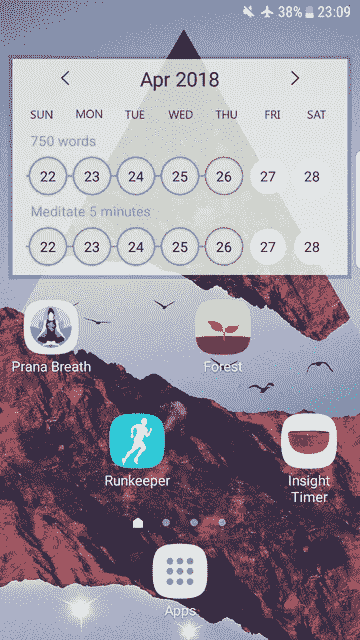 38% 23:09
Apr 2018
SUN MON TUE WED THU FRI SAT
750 words
22 23 24 25 26 27 28
Meditate 5 minutes
22 23 24 25 26 27 28
Prana Breath Forest
Runkeeper Insight
Timer
Apps